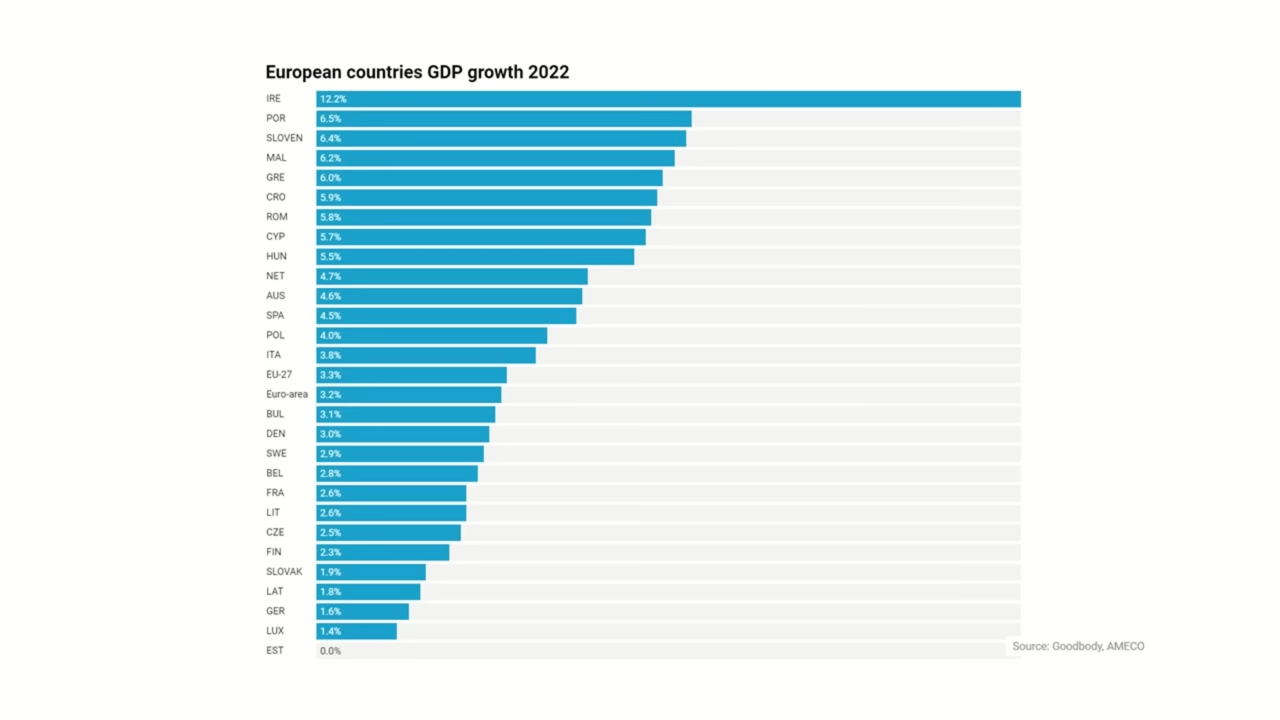 European countries GDP growth 2022
IRE 12.2%
POR 6.5%
SLOVEN 6.4%
MAL 6.2%
GRE 6.0%
CRO 5.9%
ROM 5.8%
CYP 5.7%
HUN 5.5%
NET 4.7%
AUS 4.6%
SPA 4.5%
POL 4.0%
ITA 3.8%
EU-27 3.3%
Euro-area 3.2%
BUL 3.1%
DEN 3.0%
SWE 2.9%
BEL 2.8%
FRA 2.6%
LIT 2.6%
CZE 2.5%
FIN 2.3%
SLOVAK 1.9%
LAT 1.8%
GER 1.6%
LUX 1.4%
EST 0.0%
Source: Goodbody, AMECO